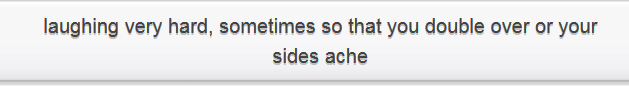 laughing very hard, sometimes so that you double over or your
sides ache